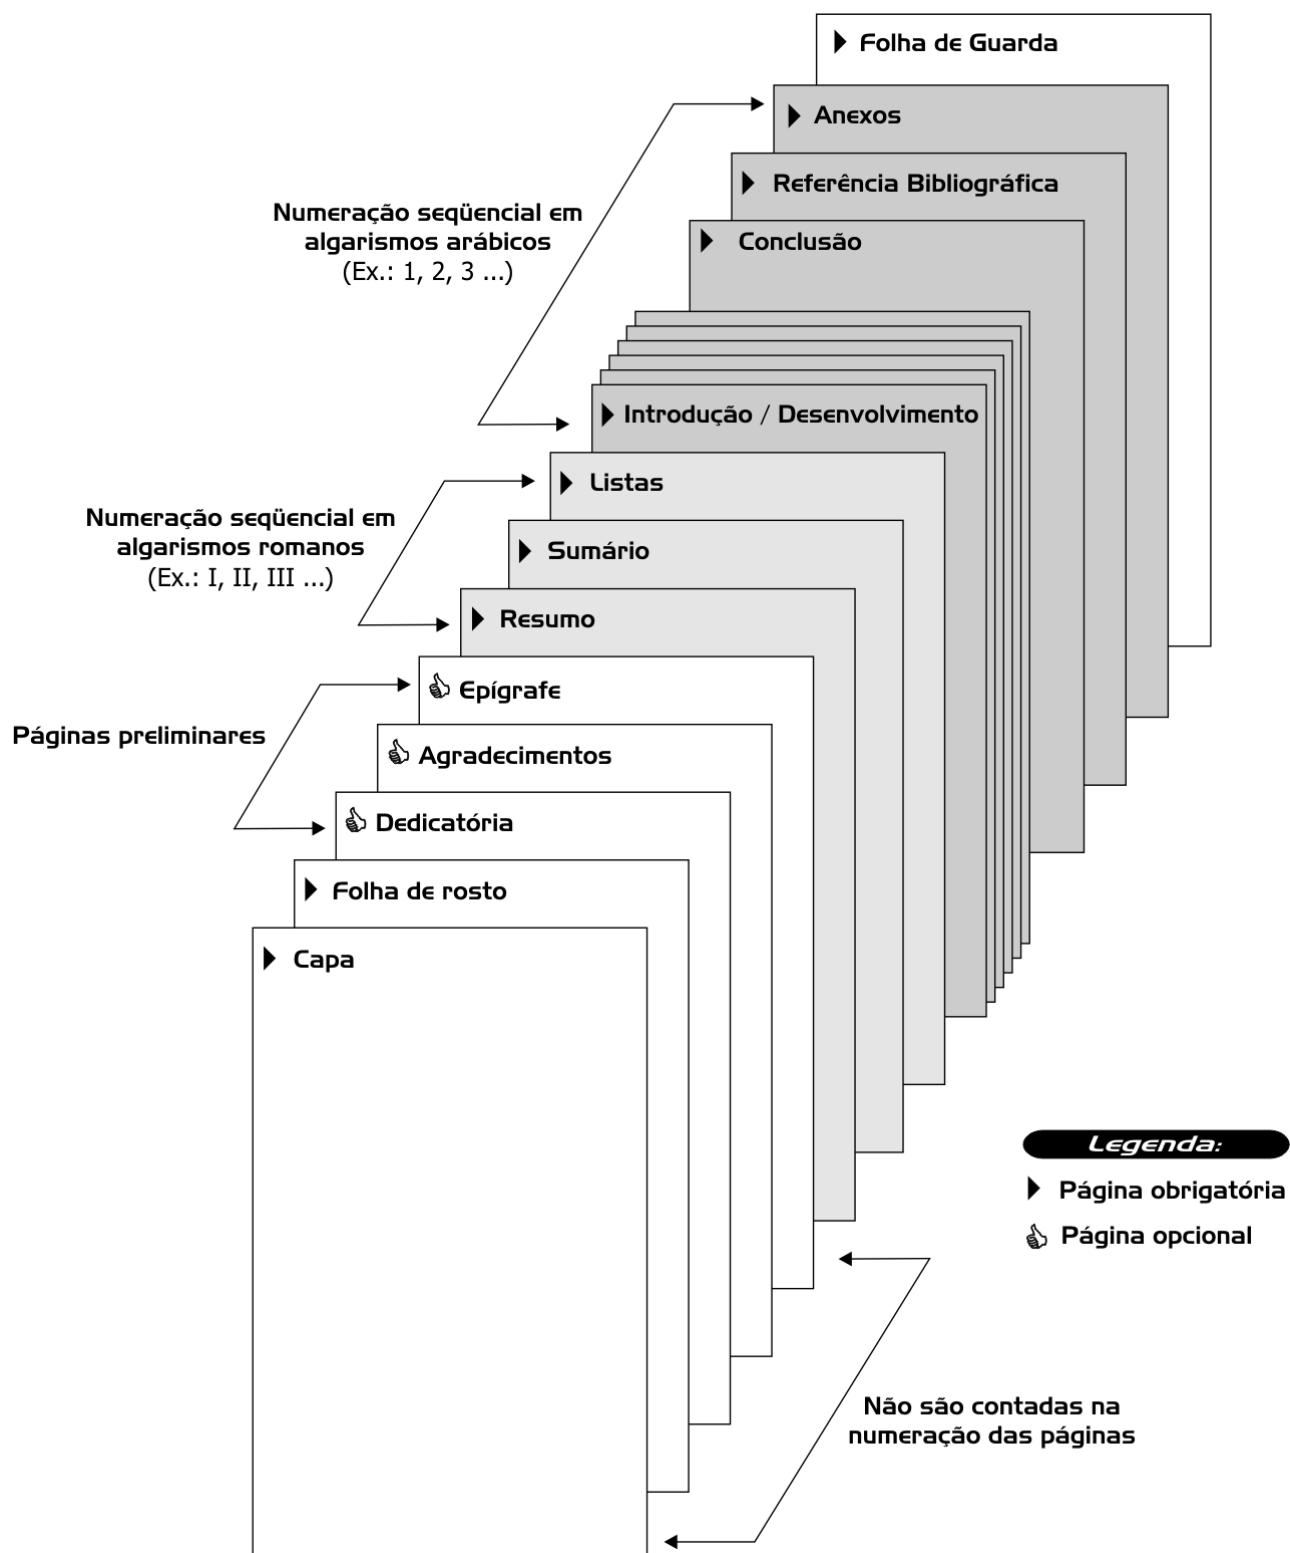 Folha de Guarda
Anexos
Referência Bibliográfica
Numeração seqüencial em
algarismos arábicos
(Ex.: 1, 2, 3 ...)
Conclusão
Introdução / Desenvolvimento
Listas
Numeração seqüencial em
algarismos romanos
(Ex.: I, II, III ...)
Sumário
Resumo
Epígrafe
Páginas preliminares
Agradecimentos
Dedicatória
Folha de rosto
Capa
Legenda:
Página obrigatória
Página opcional
Não são contadas na
numeração das páginas